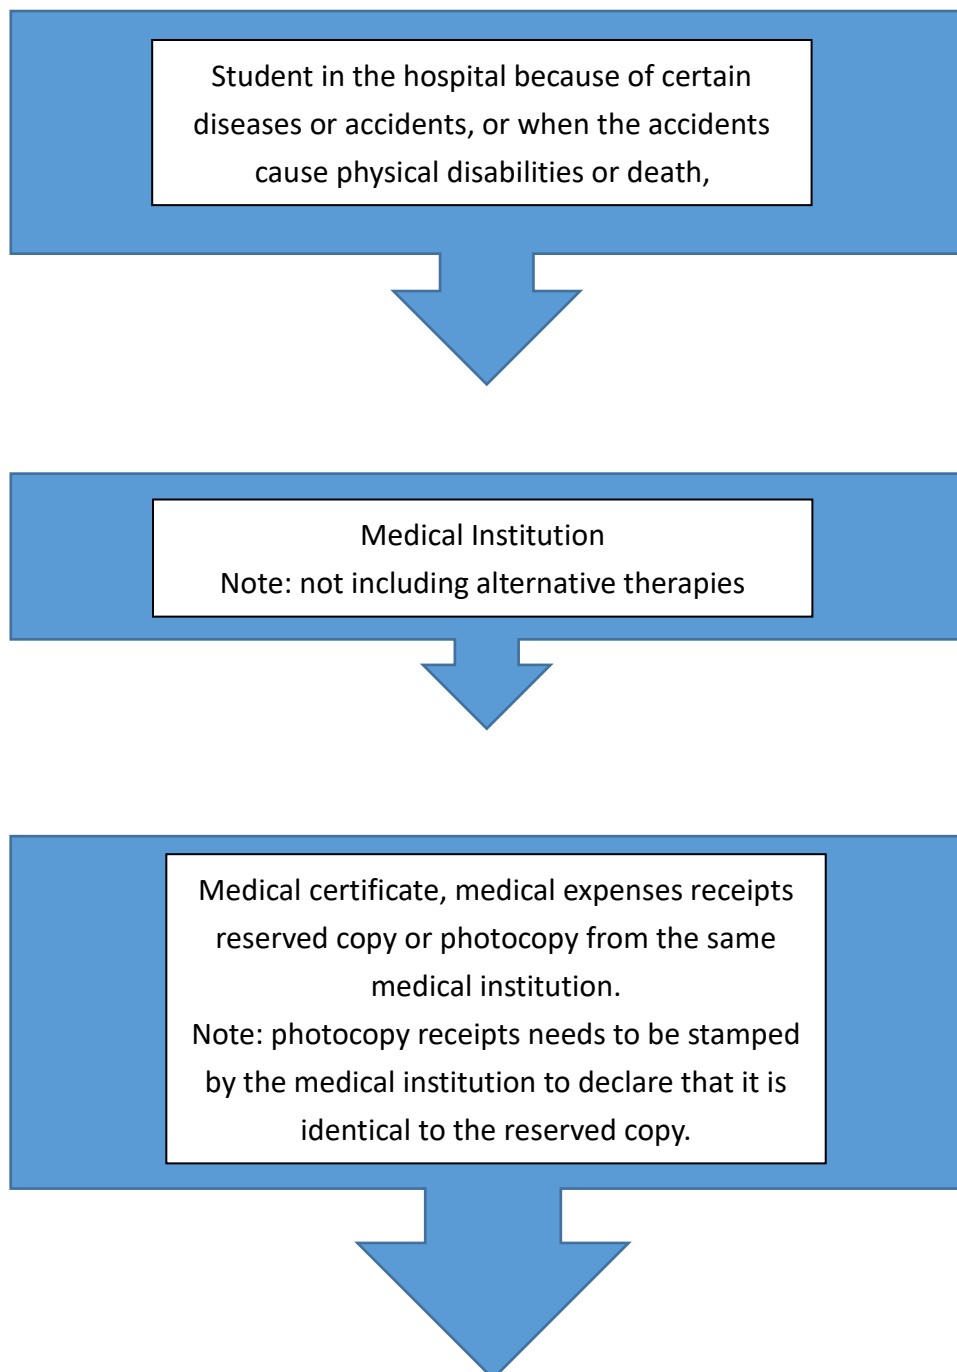 Student in the hospital because of certain
diseases or accidents, or when the accidents
cause physical disabilities or death,
Medical Institution
Note: not including alternative therapies
Medical certificate, medical expenses receipts
reserved copy or photocopy from the same
medical institution.
Note: photocopy receipts needs to be stamped
by the medical institution to declare that it is
identical to the reserved copy.